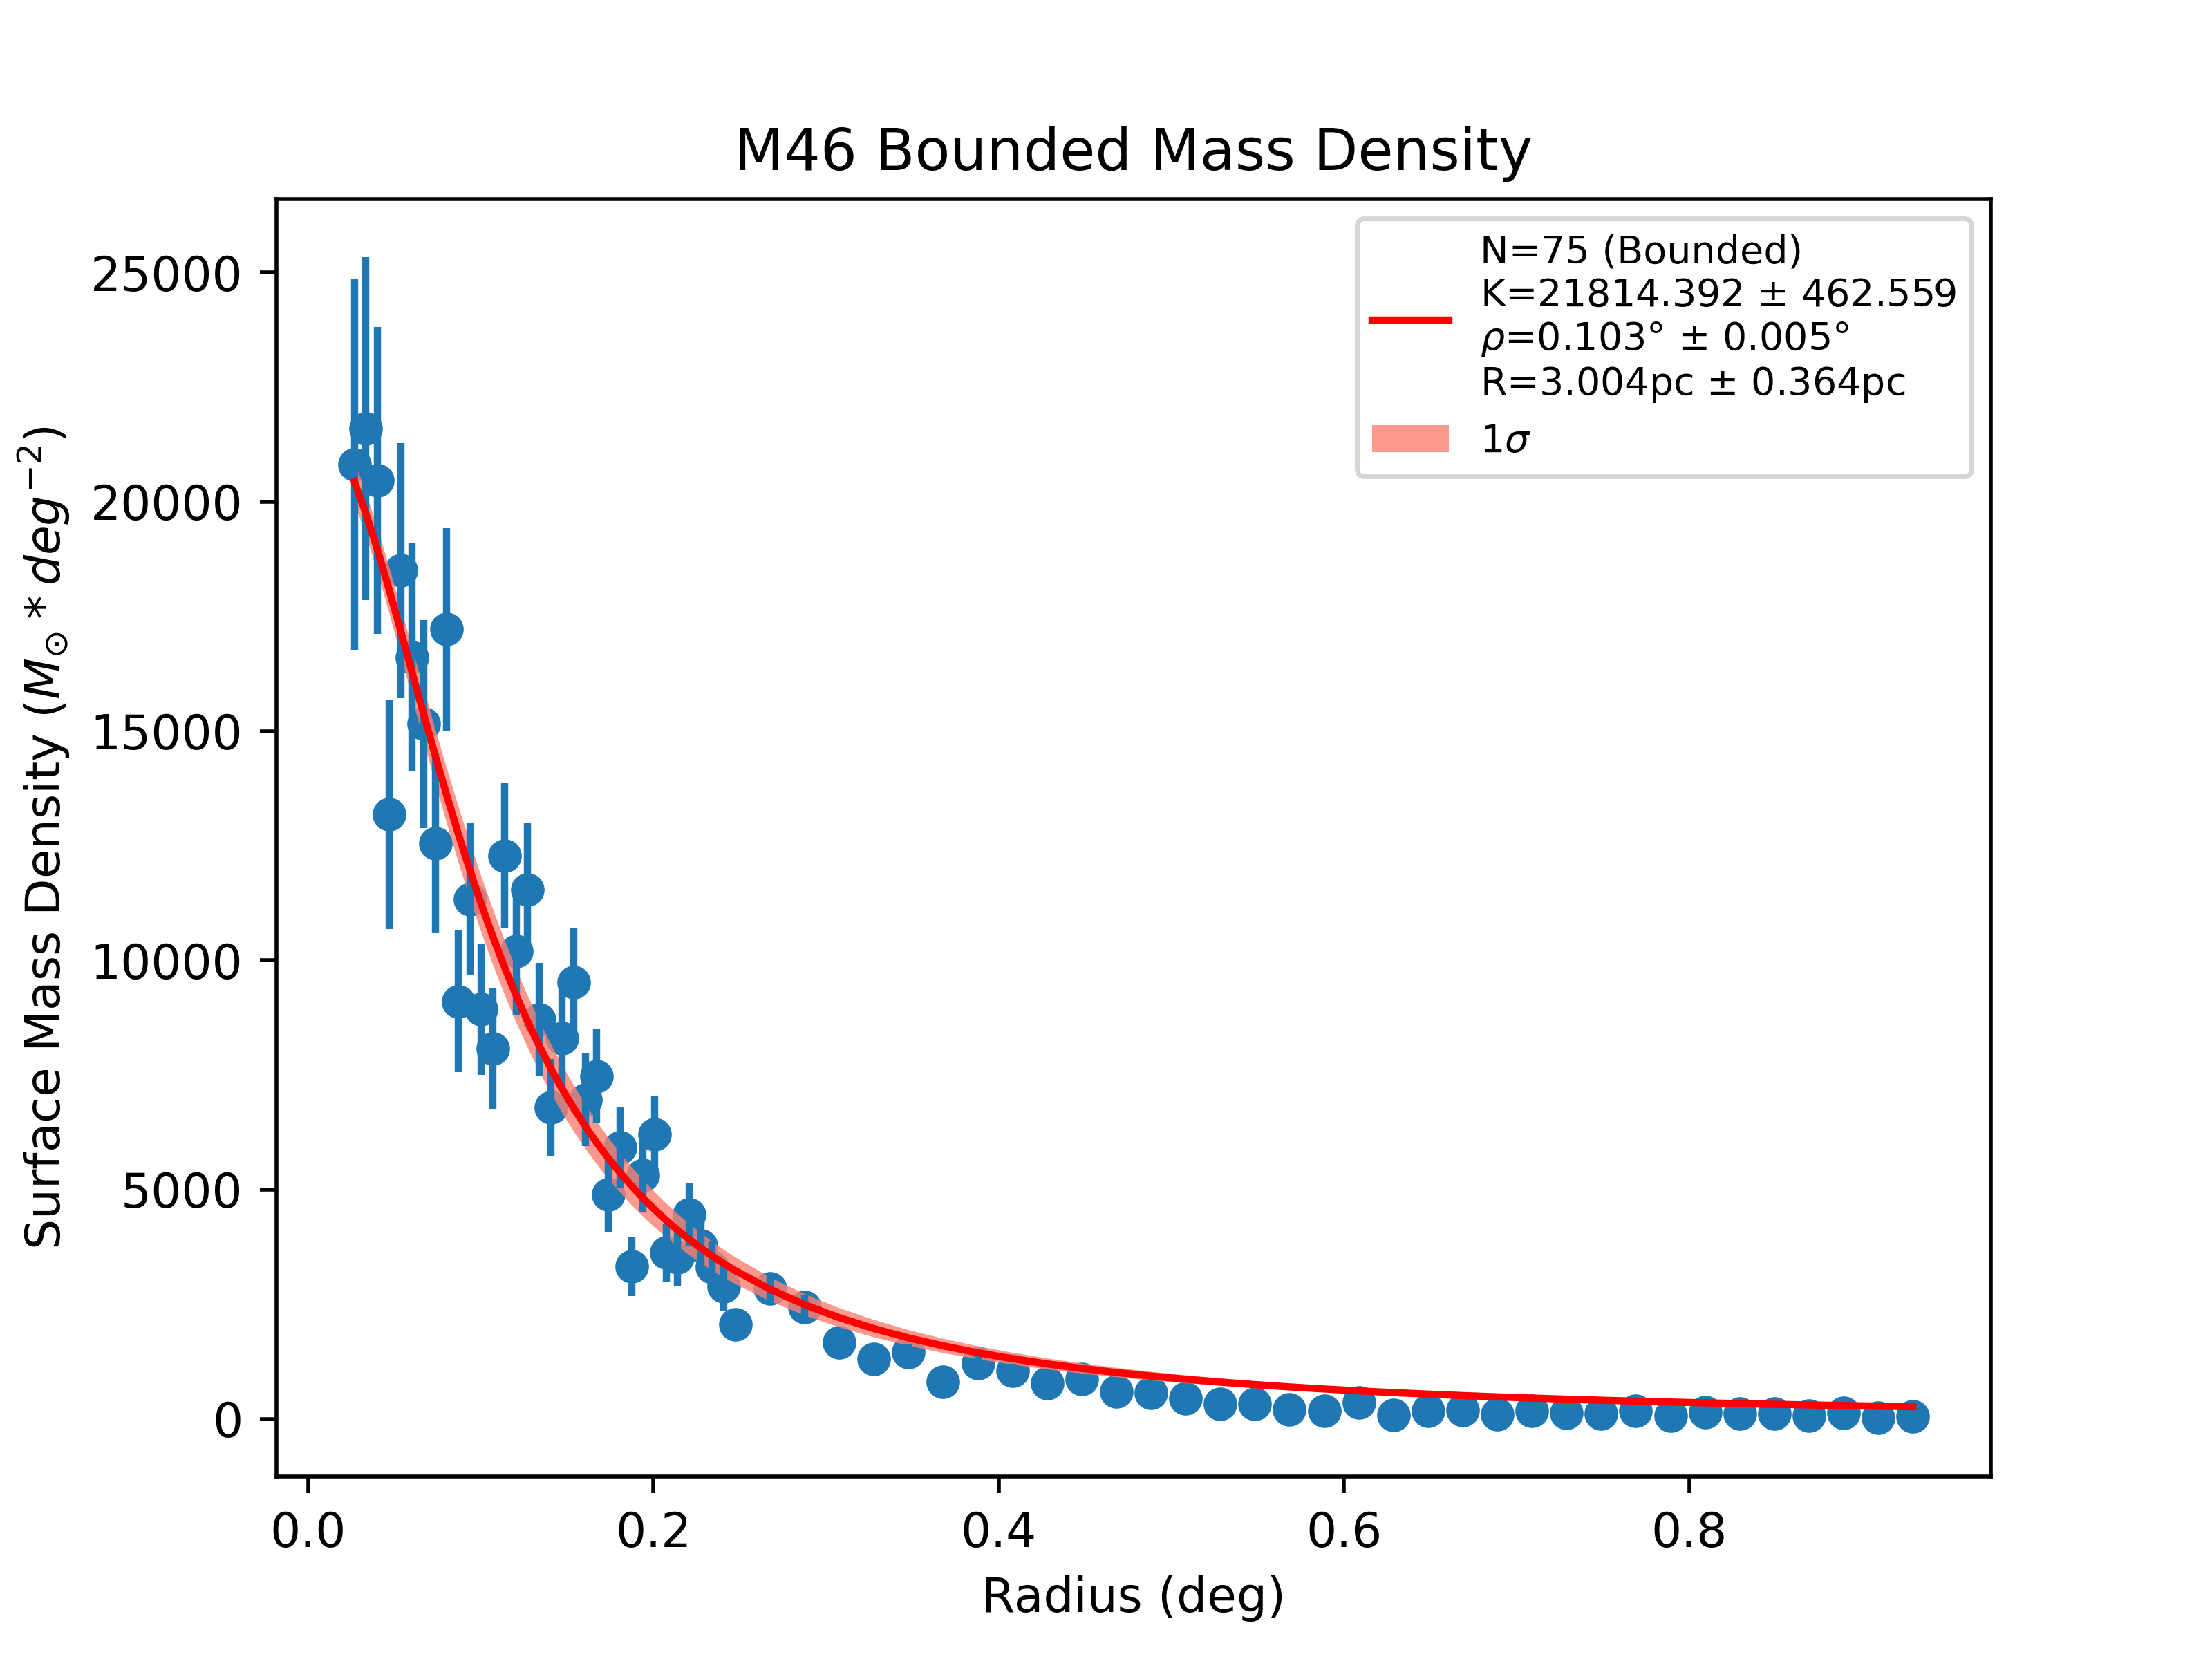 M46 Bounded Mass Density
N=75 (Bounded)
K=21814.392 ± 462.559
ρ=0.103° ± 0.005°
R=3.004pc ± 0.364pc
1σ
Surface Mass Density (M⊙ * deg⁻²)
25000
20000
15000
10000
5000
0
0.0 0.2 0.4 0.6 0.8
Radius (deg)